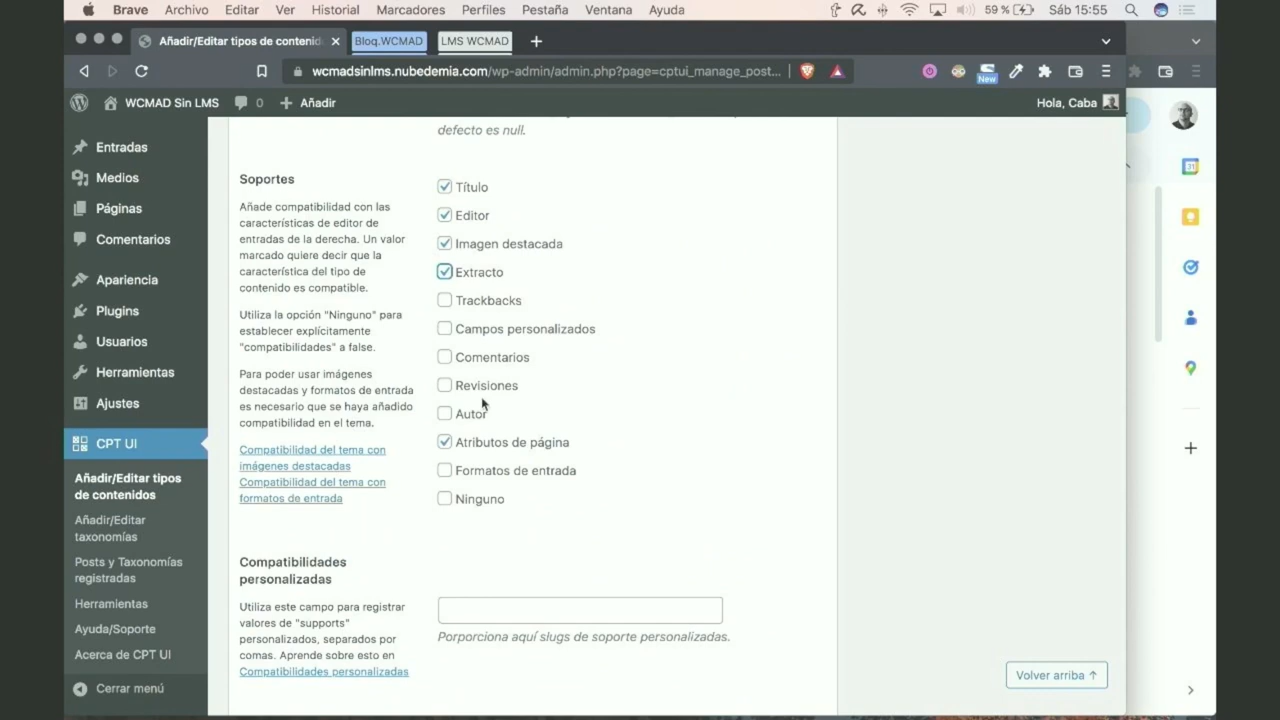 Brave Archivo Editar Ver Historial Marcadores Perfiles Pestaña Ventana Ayuda 59 % Sáb 15:55
Añadir/Editar tipos de contenid Bloq.WCMAD LMS WCMAD
wcmadsinlms.nubedemia.com/wp-admin/admin.php?page=cptui_manage_post... New
WCMAD Sin LMS 0 Añadir Hola, Caba
Entradas
Medios
Páginas
Comentarios
Apariencia
Plugins
Usuarios
Herramientas
Ajustes
CPT UI
Añadir/Editar tipos
de contenidos
Añadir/Editar
taxonomías
Posts y Taxonomías
registradas
Herramientas
Ayuda/Soporte
Acerca de CPT UI
Cerrar menú
defecto es null.
Soportes
Añade compatibilidad con las
características de editor de
entradas de la derecha. Un valor
marcado quiere decir que la
característica del tipo de
contenido es compatible.
Utiliza la opción "Ninguno" para
establecer explícitamente
"compatibilidades" a false.
Para poder usar imágenes
destacadas y formatos de entrada
es necesario que se haya añadido
compatibilidad en el tema.
Compatibilidad del tema con
imágenes destacadas
Compatibilidad del tema con
formatos de entrada
Título
Editor
Imagen destacada
Extracto
Trackbacks
Campos personalizados
Comentarios
Revisiones
Autor
Atributos de página
Formatos de entrada
Ninguno
Compatibilidades
personalizadas
Utiliza este campo para registrar
valores de "supports"
personalizados, separados por
comas. Aprende sobre esto en
Compatibilidades personalizadas
Porporciona aquí slugs de soporte personalizadas.
Volver arriba ↑
31